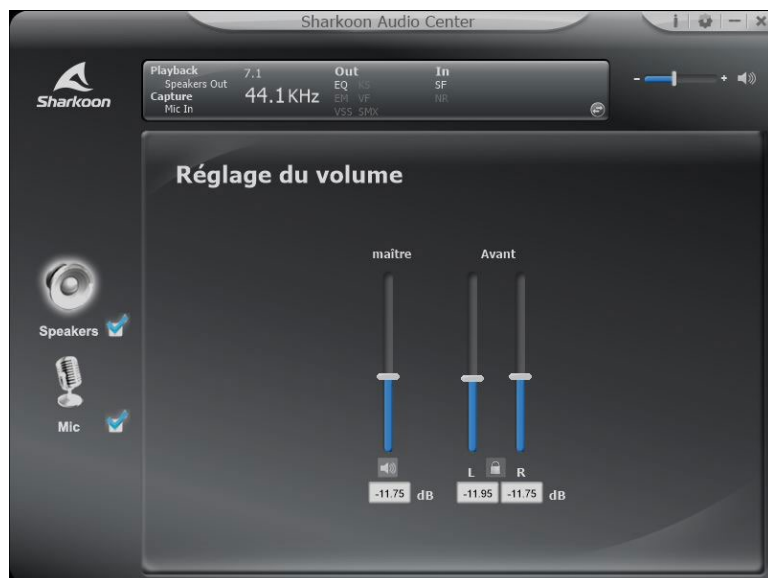 Sharkoon Audio Center
i
Sharkoon
Playback 7.1 Out In
Speakers Out EQ KS SF
Capture 44.1KHz EM VF NR
Mic In VSS SMX
- +
Réglage du volume
maître Avant
Speakers
Mic
L R
-11.75 dB -11.95 -11.75 dB